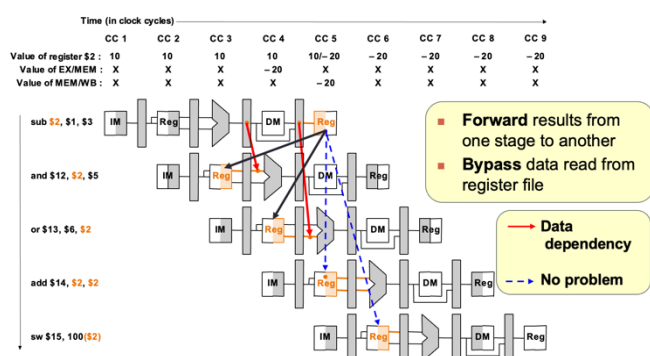 Time (in clock cycles)
CC 1 CC 2 CC 3 CC 4 CC 5 CC 6 CC 7 CC 8 CC 9
Value of register $2 : 10 10 10 10 10/– 20 – 20 – 20 – 20 – 20
Value of EX/MEM : X X X – 20 X X X X X
Value of MEM/WB : X X X X – 20 X X X X
sub $2, $1, $3 IM Reg DM Reg
and $12, $2, $5 IM Reg DM Reg
or $13, $6, $2 IM Reg DM Reg
add $14, $2, $2 IM Reg DM Reg
sw $15, 100($2) IM Reg DM Reg
Forward results from
one stage to another
Bypass data read from
register file
Data
dependency
No problem